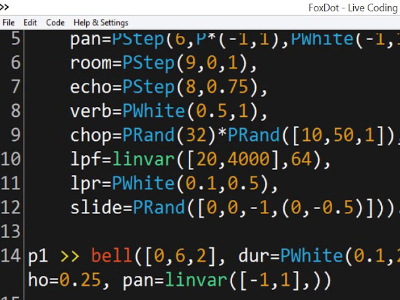 >> FoxDot - Live Coding
File Edit Code Help & Settings
5 pan=PStep(6,P*(-1,1),PWhite(-1,1
6 room=PStep(9,0,1),
7 echo=PStep(8,0.75),
8 verb=PWhite(0.5,1),
9 chop=PRand(32)*PRand([10,50,1]),
10 lpf=linvar([20,4000],64),
11 lpr=PWhite(0.1,0.5),
12 slide=PRand([0,0,-1,(0,-0.5)]))
13
14 p1 >> bell([0,6,2], dur=PWhite(0.1,2
ho=0.25, pan=linvar([-1,1],))